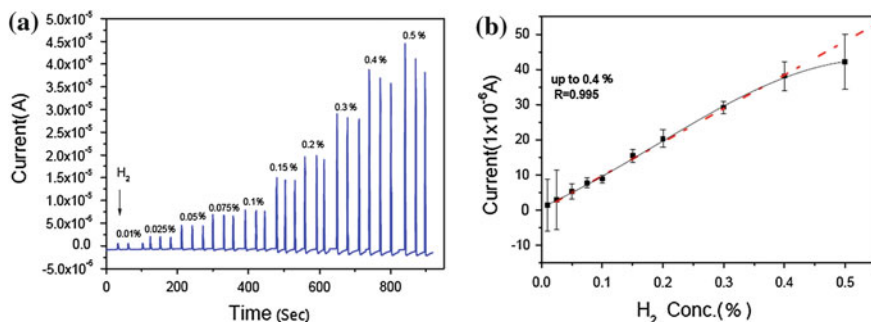 (a)
5.0x10⁻⁵
4.5x10⁻⁵
4.0x10⁻⁵
3.5x10⁻⁵
3.0x10⁻⁵
2.5x10⁻⁵
2.0x10⁻⁵
1.5x10⁻⁵
1.0x10⁻⁵
5.0x10⁻⁶
0.0
-5.0x10⁻⁶
Current(A)
H₂
0.01%
0.025%
0.05%
0.075%
0.1%
0.15%
0.2%
0.3%
0.4 %
0.5 %
0 200 400 600 800
Time (Sec)
(b)
50
40
30
20
10
0
-10
Current(1x10⁻⁶A)
up to 0.4 %
R=0.995
0.0 0.1 0.2 0.3 0.4 0.5
H₂ Conc.(%)